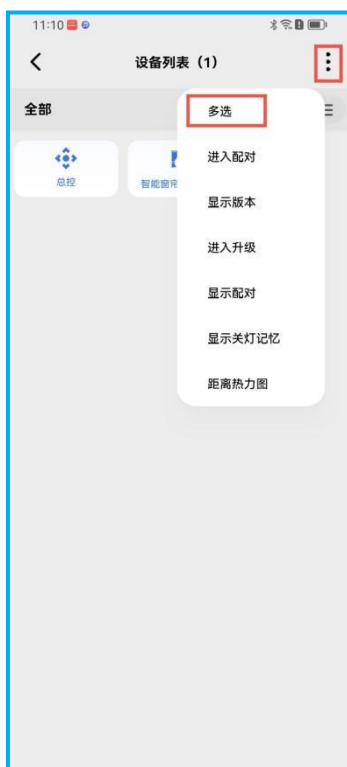 11:10
设备列表（1）
全部
多选
总控
智能窗帘
进入配对
显示版本
进入升级
显示配对
显示关灯记忆
距离热力图